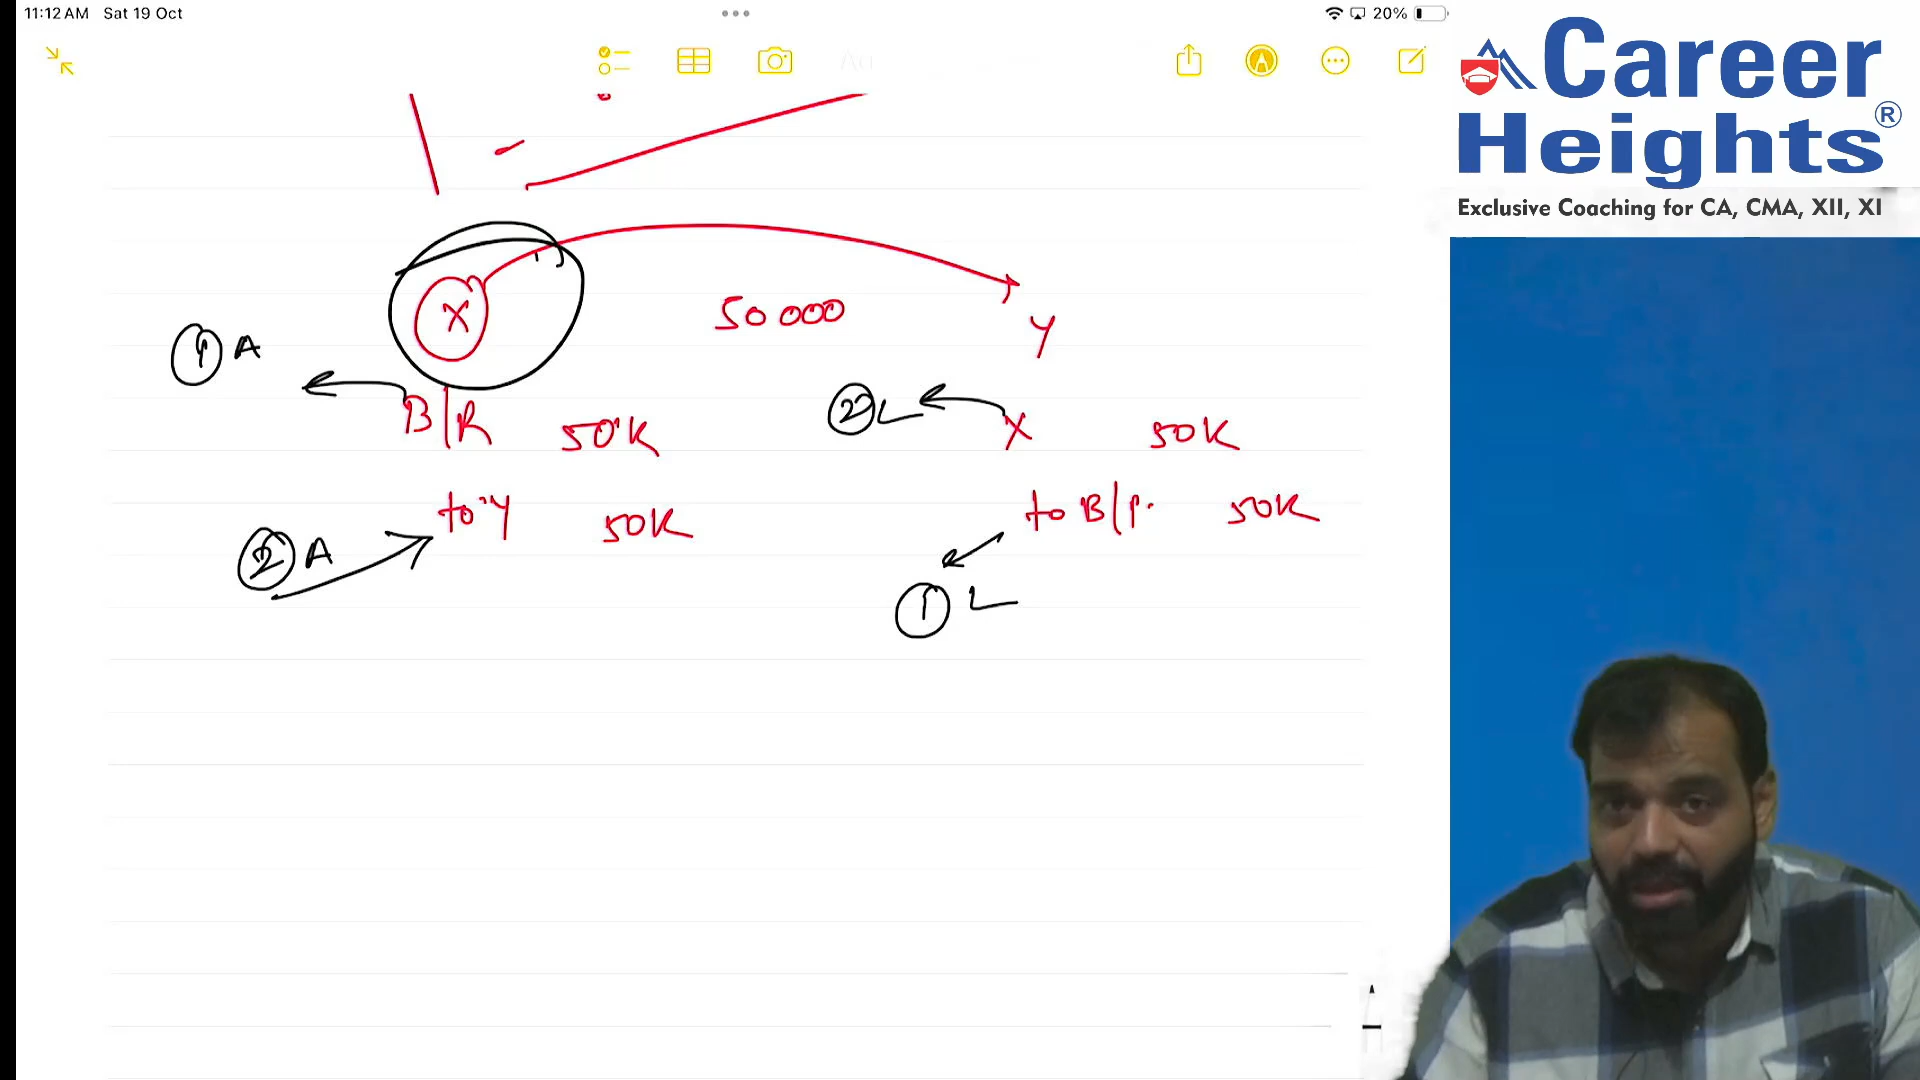 11:12 AM Sat 19 Oct
20%
Career
Heights®
Exclusive Coaching for CA, CMA, XII, XI
X 50 000 Y
① A
B/R 50K
② L X 50K
to Y 50K
to B/P. 50K
② A
① L